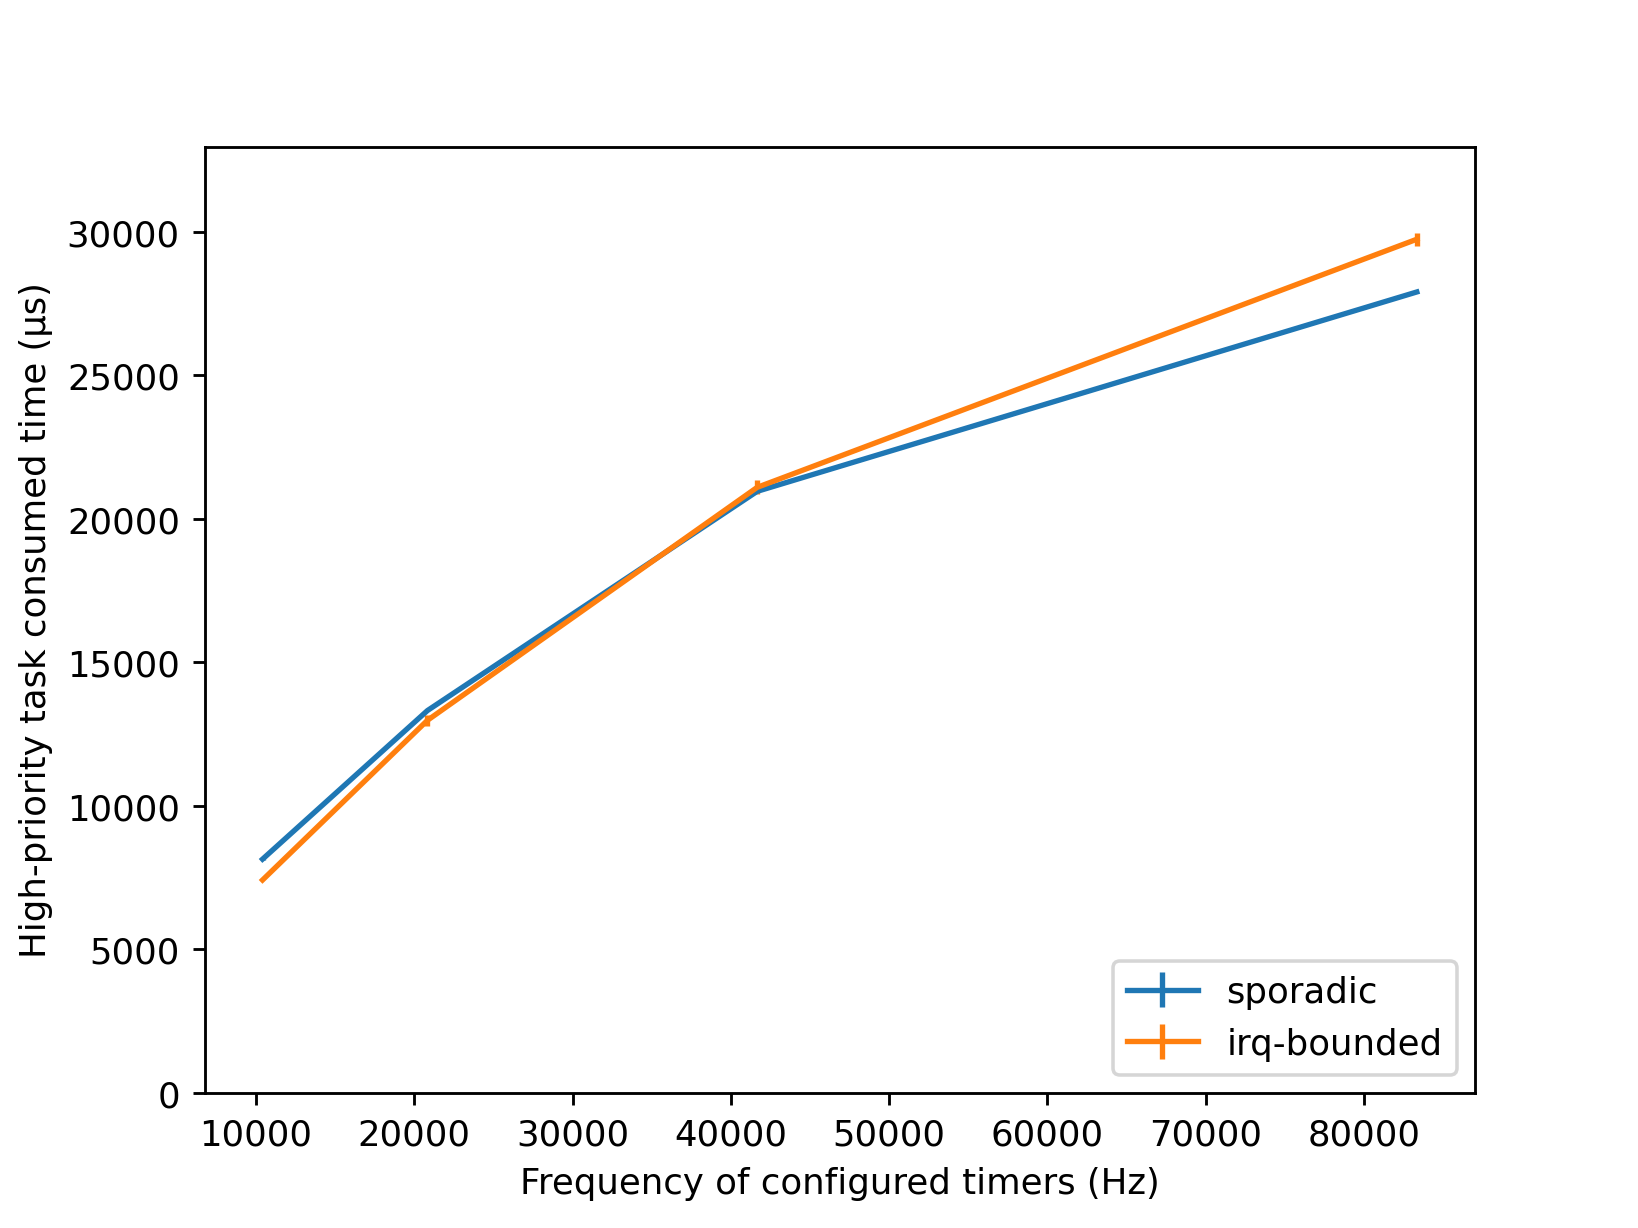 High-priority task consumed time (µs)
30000
25000
20000
15000
10000
5000
0
sporadic
irq-bounded
10000 20000 30000 40000 50000 60000 70000 80000
Frequency of configured timers (Hz)